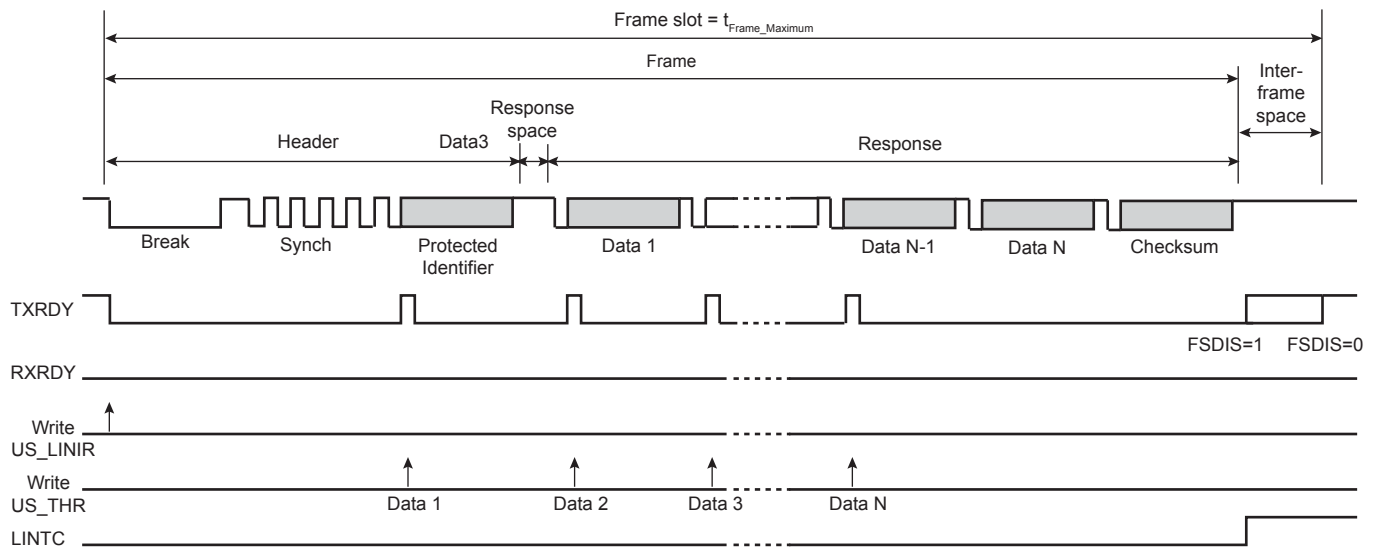 Frame slot = tFrame_Maximum
Frame
Inter-
frame
space
Response
space
Header
Data3
Response
Break
Synch
Protected
Identifier
Data 1
Data N-1
Data N
Checksum
TXRDY
FSDIS=1
FSDIS=0
RXRDY
Write
US_LINIR
Write
US_THR
Data 1
Data 2
Data 3
Data N
LINTC